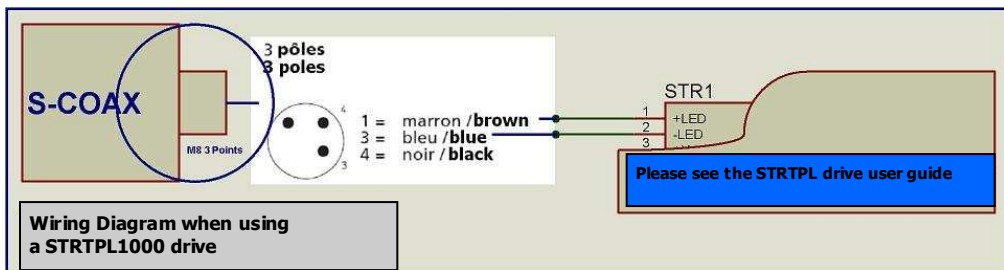 3 pôles
3 poles
S-COAX
M8 3 Points
4
3
1 = marron /brown
3 = bleu /blue
4 = noir /black
STR1
1
2
3
+LED
-LED
Please see the STRTPL drive user guide
Wiring Diagram when using
a STRTPL1000 drive